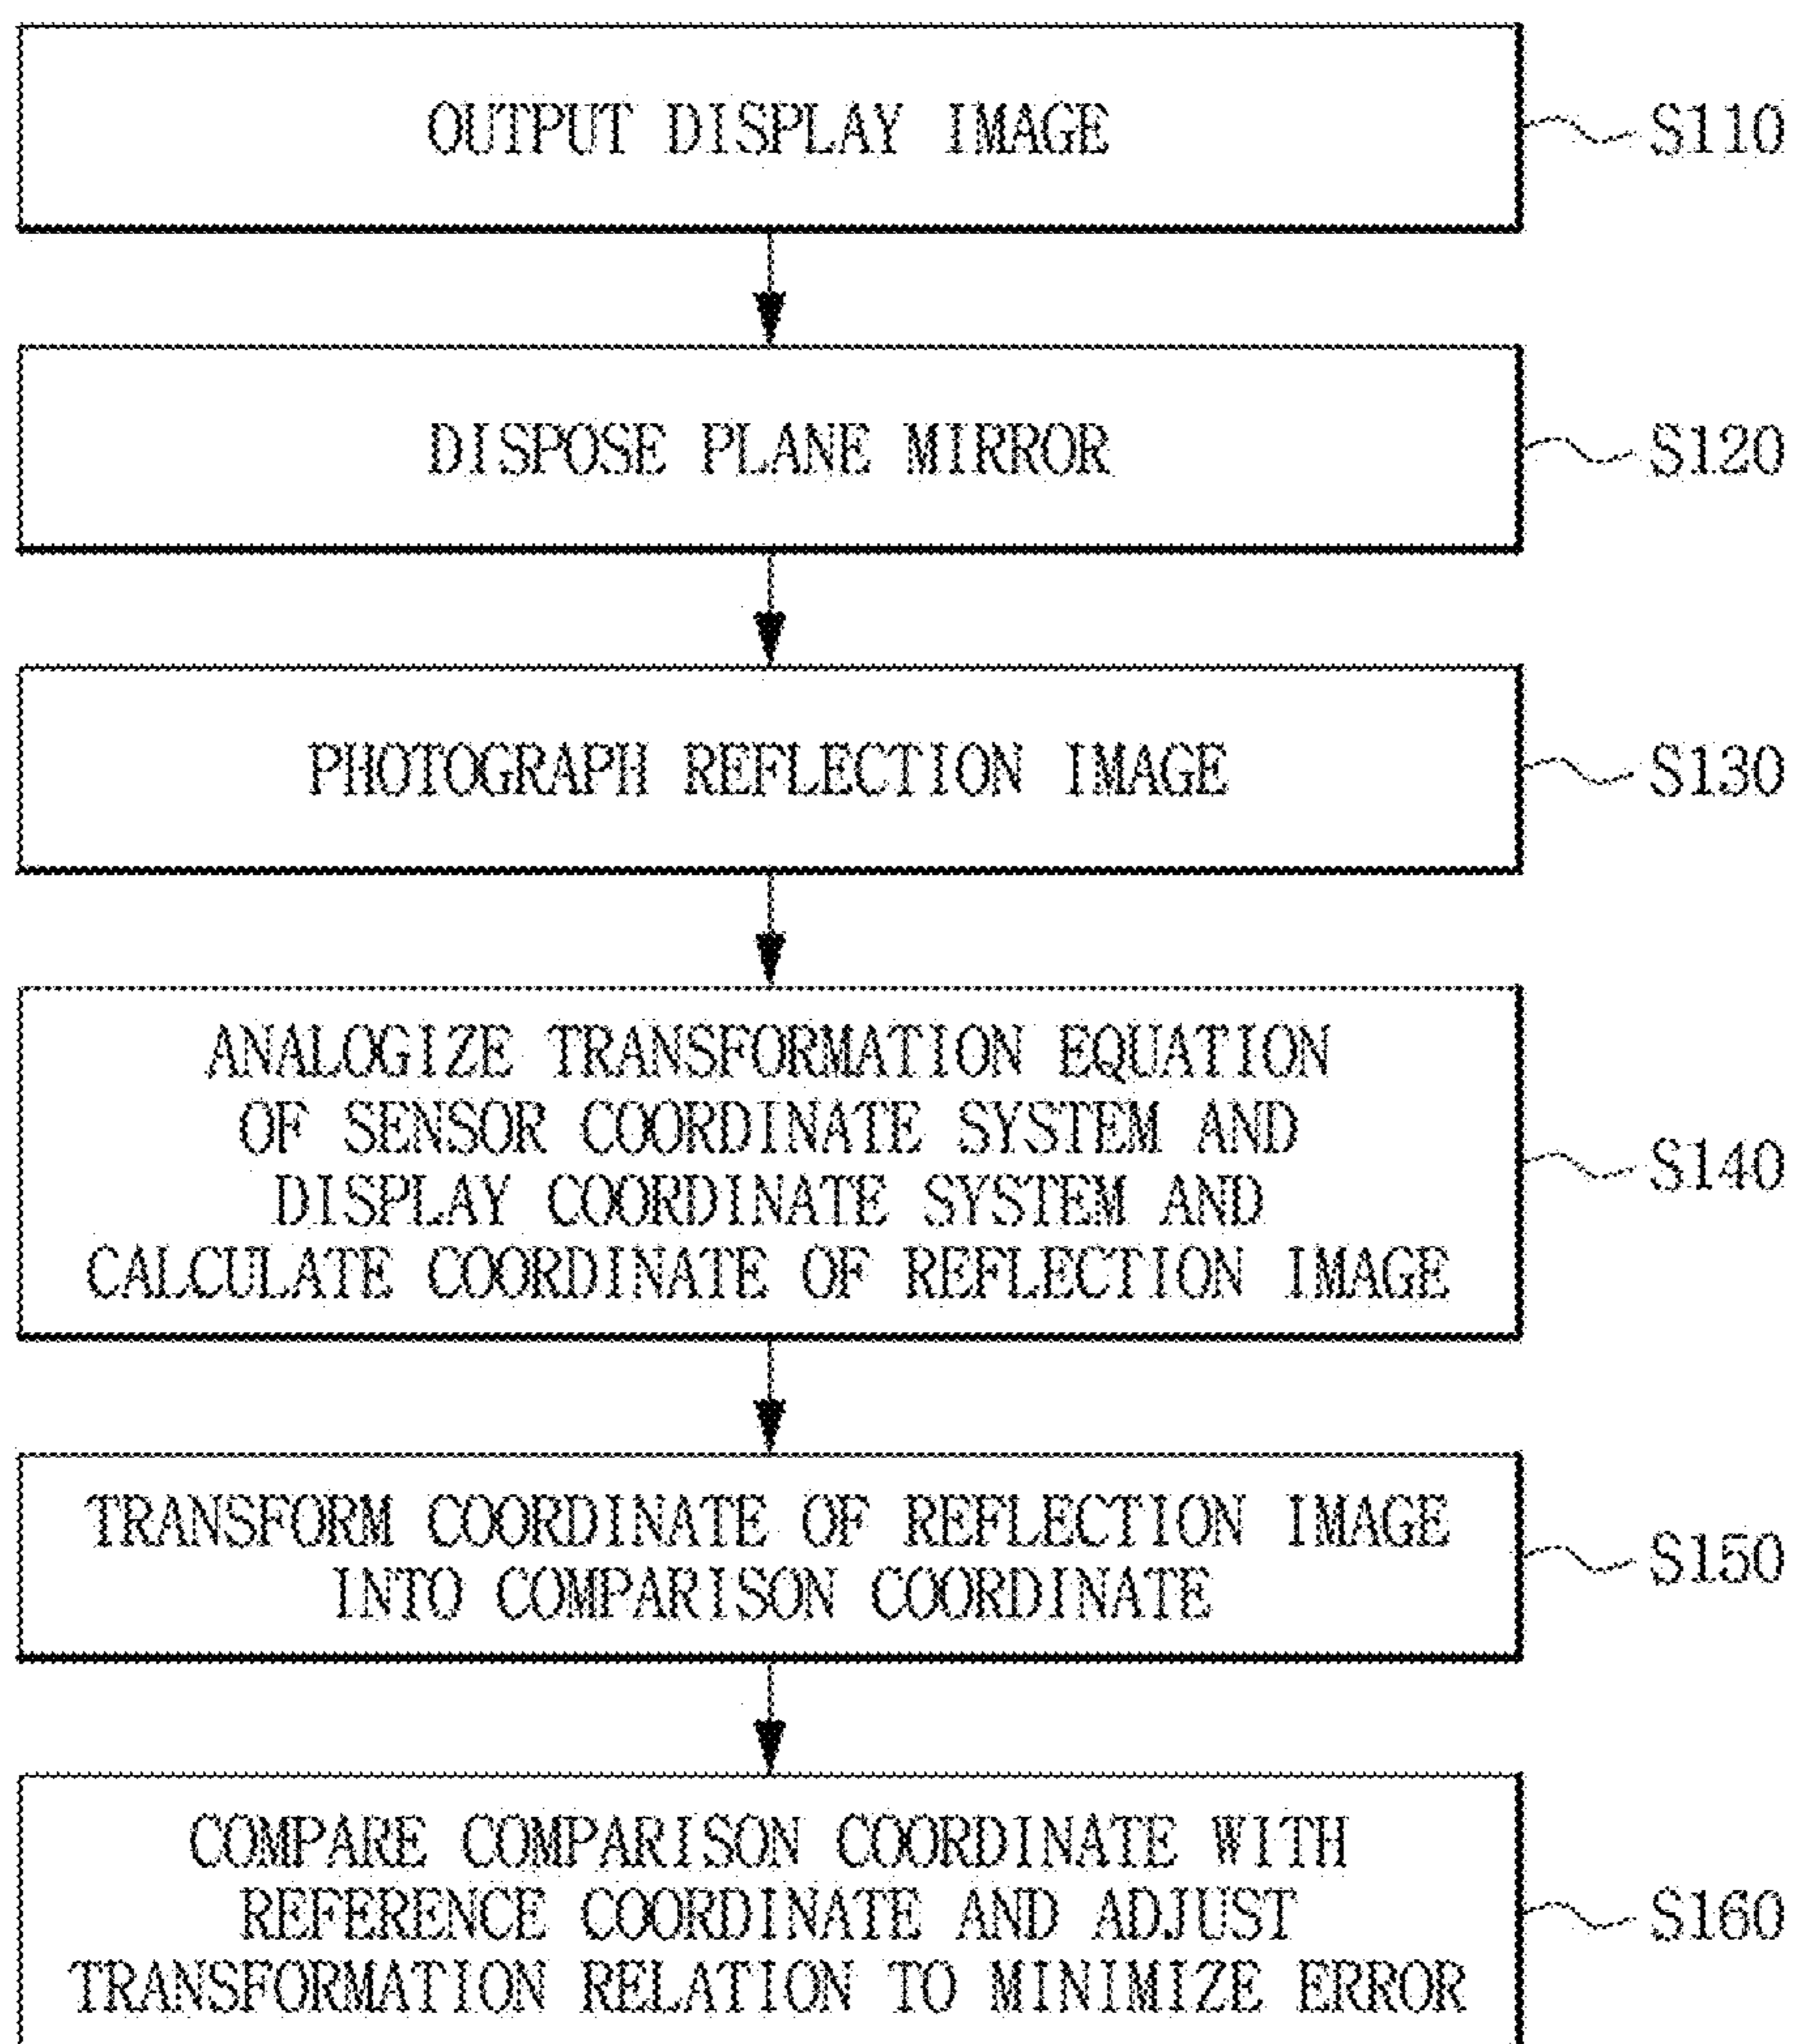 OUTPUT DISPLAY IMAGE
S110
DISPOSE PLANE MIRROR
S120
PHOTOGRAPH REFLECTION IMAGE
S130
ANALOGIZE TRANSFORMATION EQUATION
OF SENSOR COORDINATE SYSTEM AND
DISPLAY COORDINATE SYSTEM AND
CALCULATE COORDINATE OF REFLECTION IMAGE
S140
TRANSFORM COORDINATE OF REFLECTION IMAGE
INTO COMPARISON COORDINATE
S150
COMPARE COMPARISON COORDINATE WITH
REFERENCE COORDINATE AND ADJUST
TRANSFORMATION RELATION TO MINIMIZE ERROR
S160